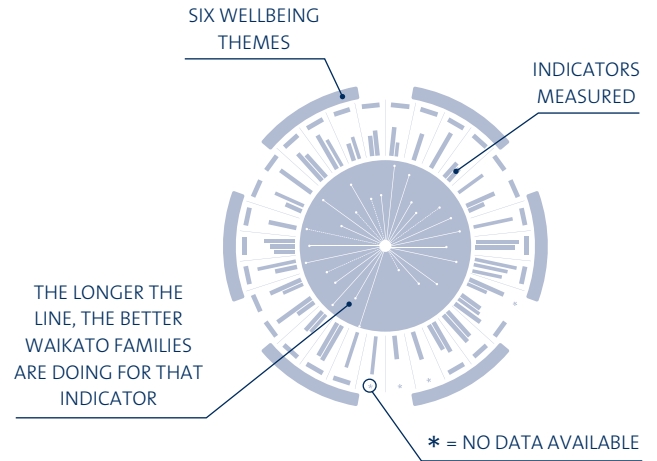 SIX WELLBEING
THEMES
INDICATORS
MEASURED
THE LONGER THE
LINE, THE BETTER
WAIKATO FAMILIES
ARE DOING FOR THAT
INDICATOR
* = NO DATA AVAILABLE